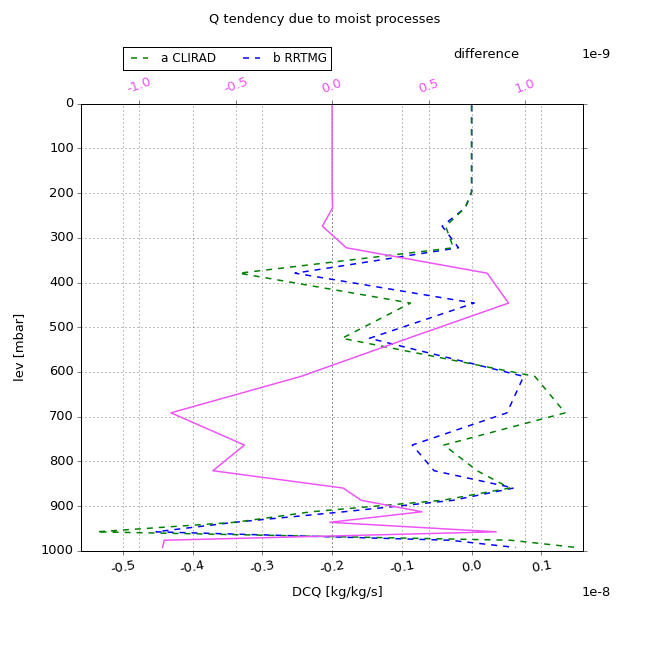 Q tendency due to moist processes
a CLIRAD b RRTMG difference 1e-9
-1.0 -0.5 0.0 0.5 1.0
0
100
200
300
400
500
600
700
800
900
1000
lev [mbar]
-0.5 -0.4 -0.3 -0.2 -0.1 0.0 0.1
DCQ [kg/kg/s] 1e-8